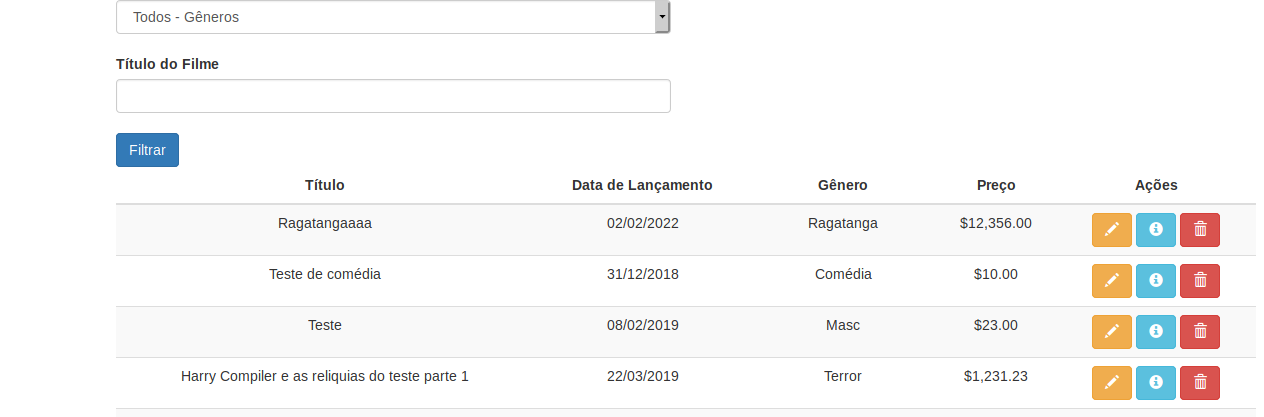 Todos - Gêneros
Título do Filme
Filtrar
Título Data de Lançamento Gênero Preço Ações
Ragatangaaaa 02/02/2022 Ragatanga $12,356.00
Teste de comédia 31/12/2018 Comédia $10.00
Teste 08/02/2019 Masc $23.00
Harry Compiler e as reliquias do teste parte 1 22/03/2019 Terror $1,231.23